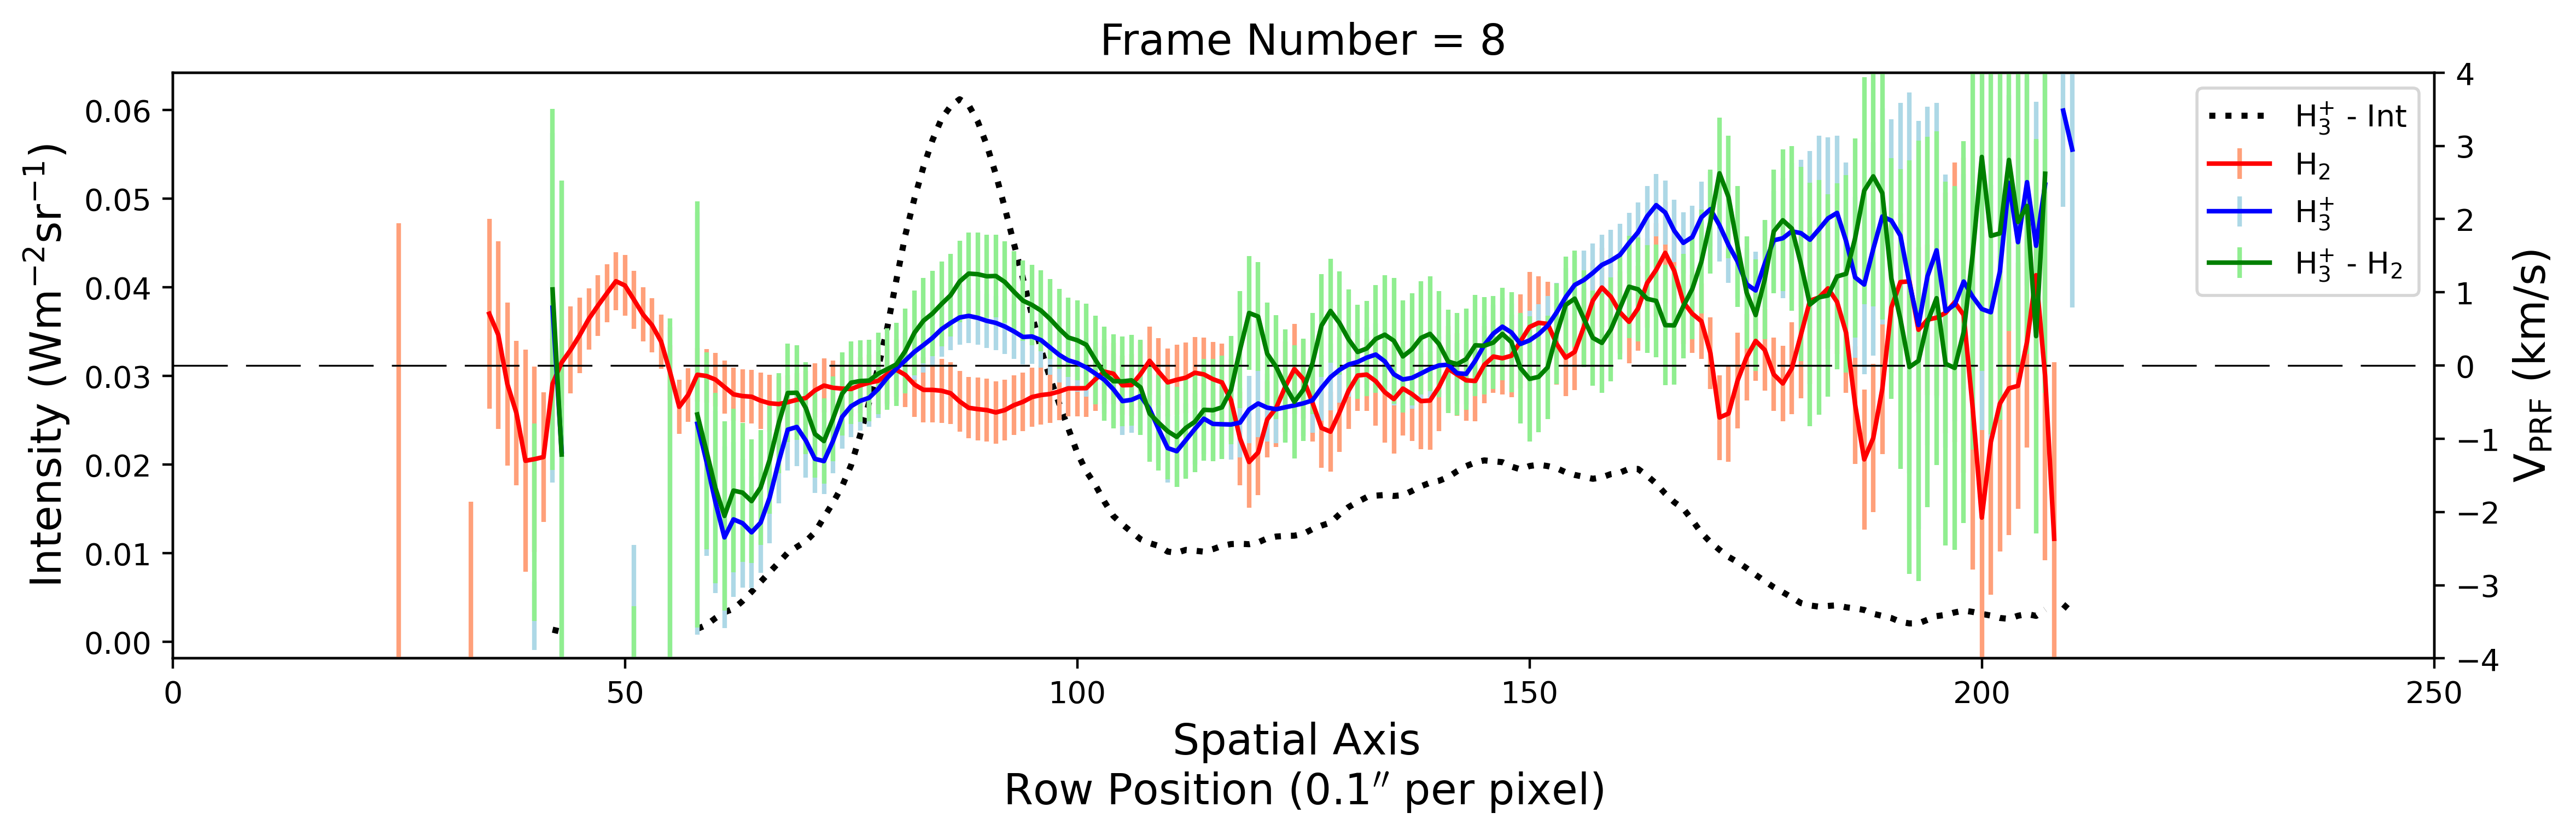 Frame Number = 8
Intensity (Wm⁻²sr⁻¹)
0.06
0.05
0.04
0.03
0.02
0.01
0.00
4
3
2
1
0
−1
−2
−3
−4
V_PRF (km/s)
H₃⁺ - Int
H₂
H₃⁺
H₃⁺ - H₂
0 50 100 150 200 250
Spatial Axis
Row Position (0.1″ per pixel)